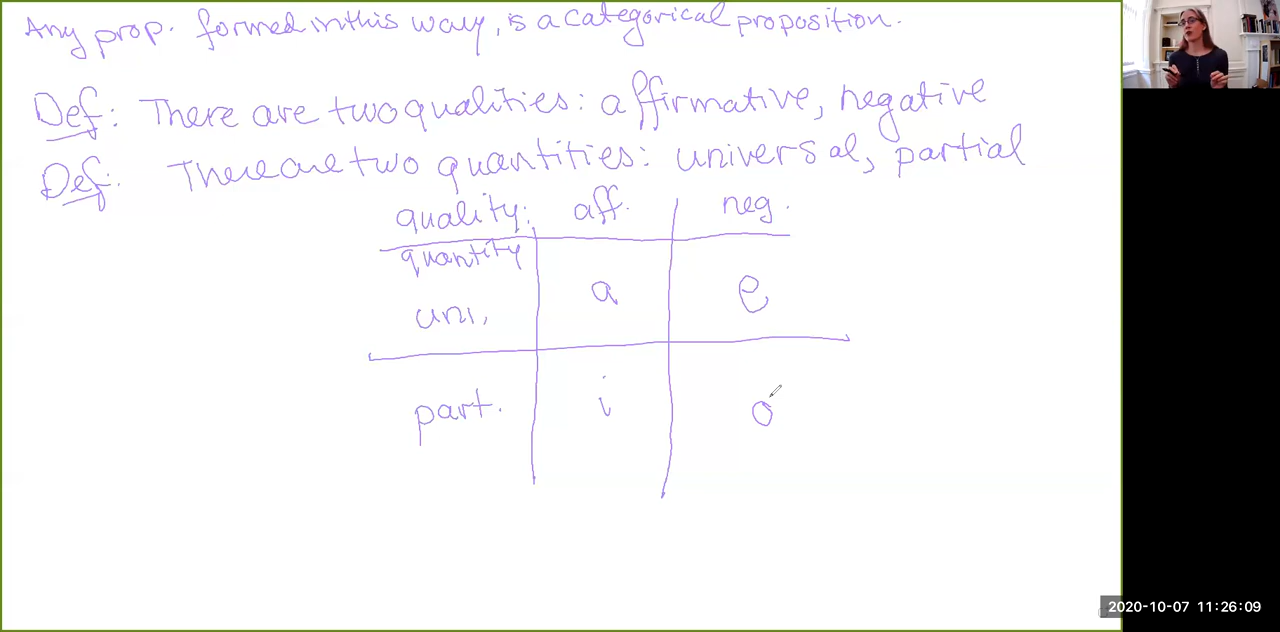 Any prop. formed in this way, is a categorical proposition.
Def: There are two qualities: affirmative, negative
Def: There are two quantities: universal, partial
quality: aff. neg.
quantity
uni. a e
part. i o
2020-10-07 11:26:09